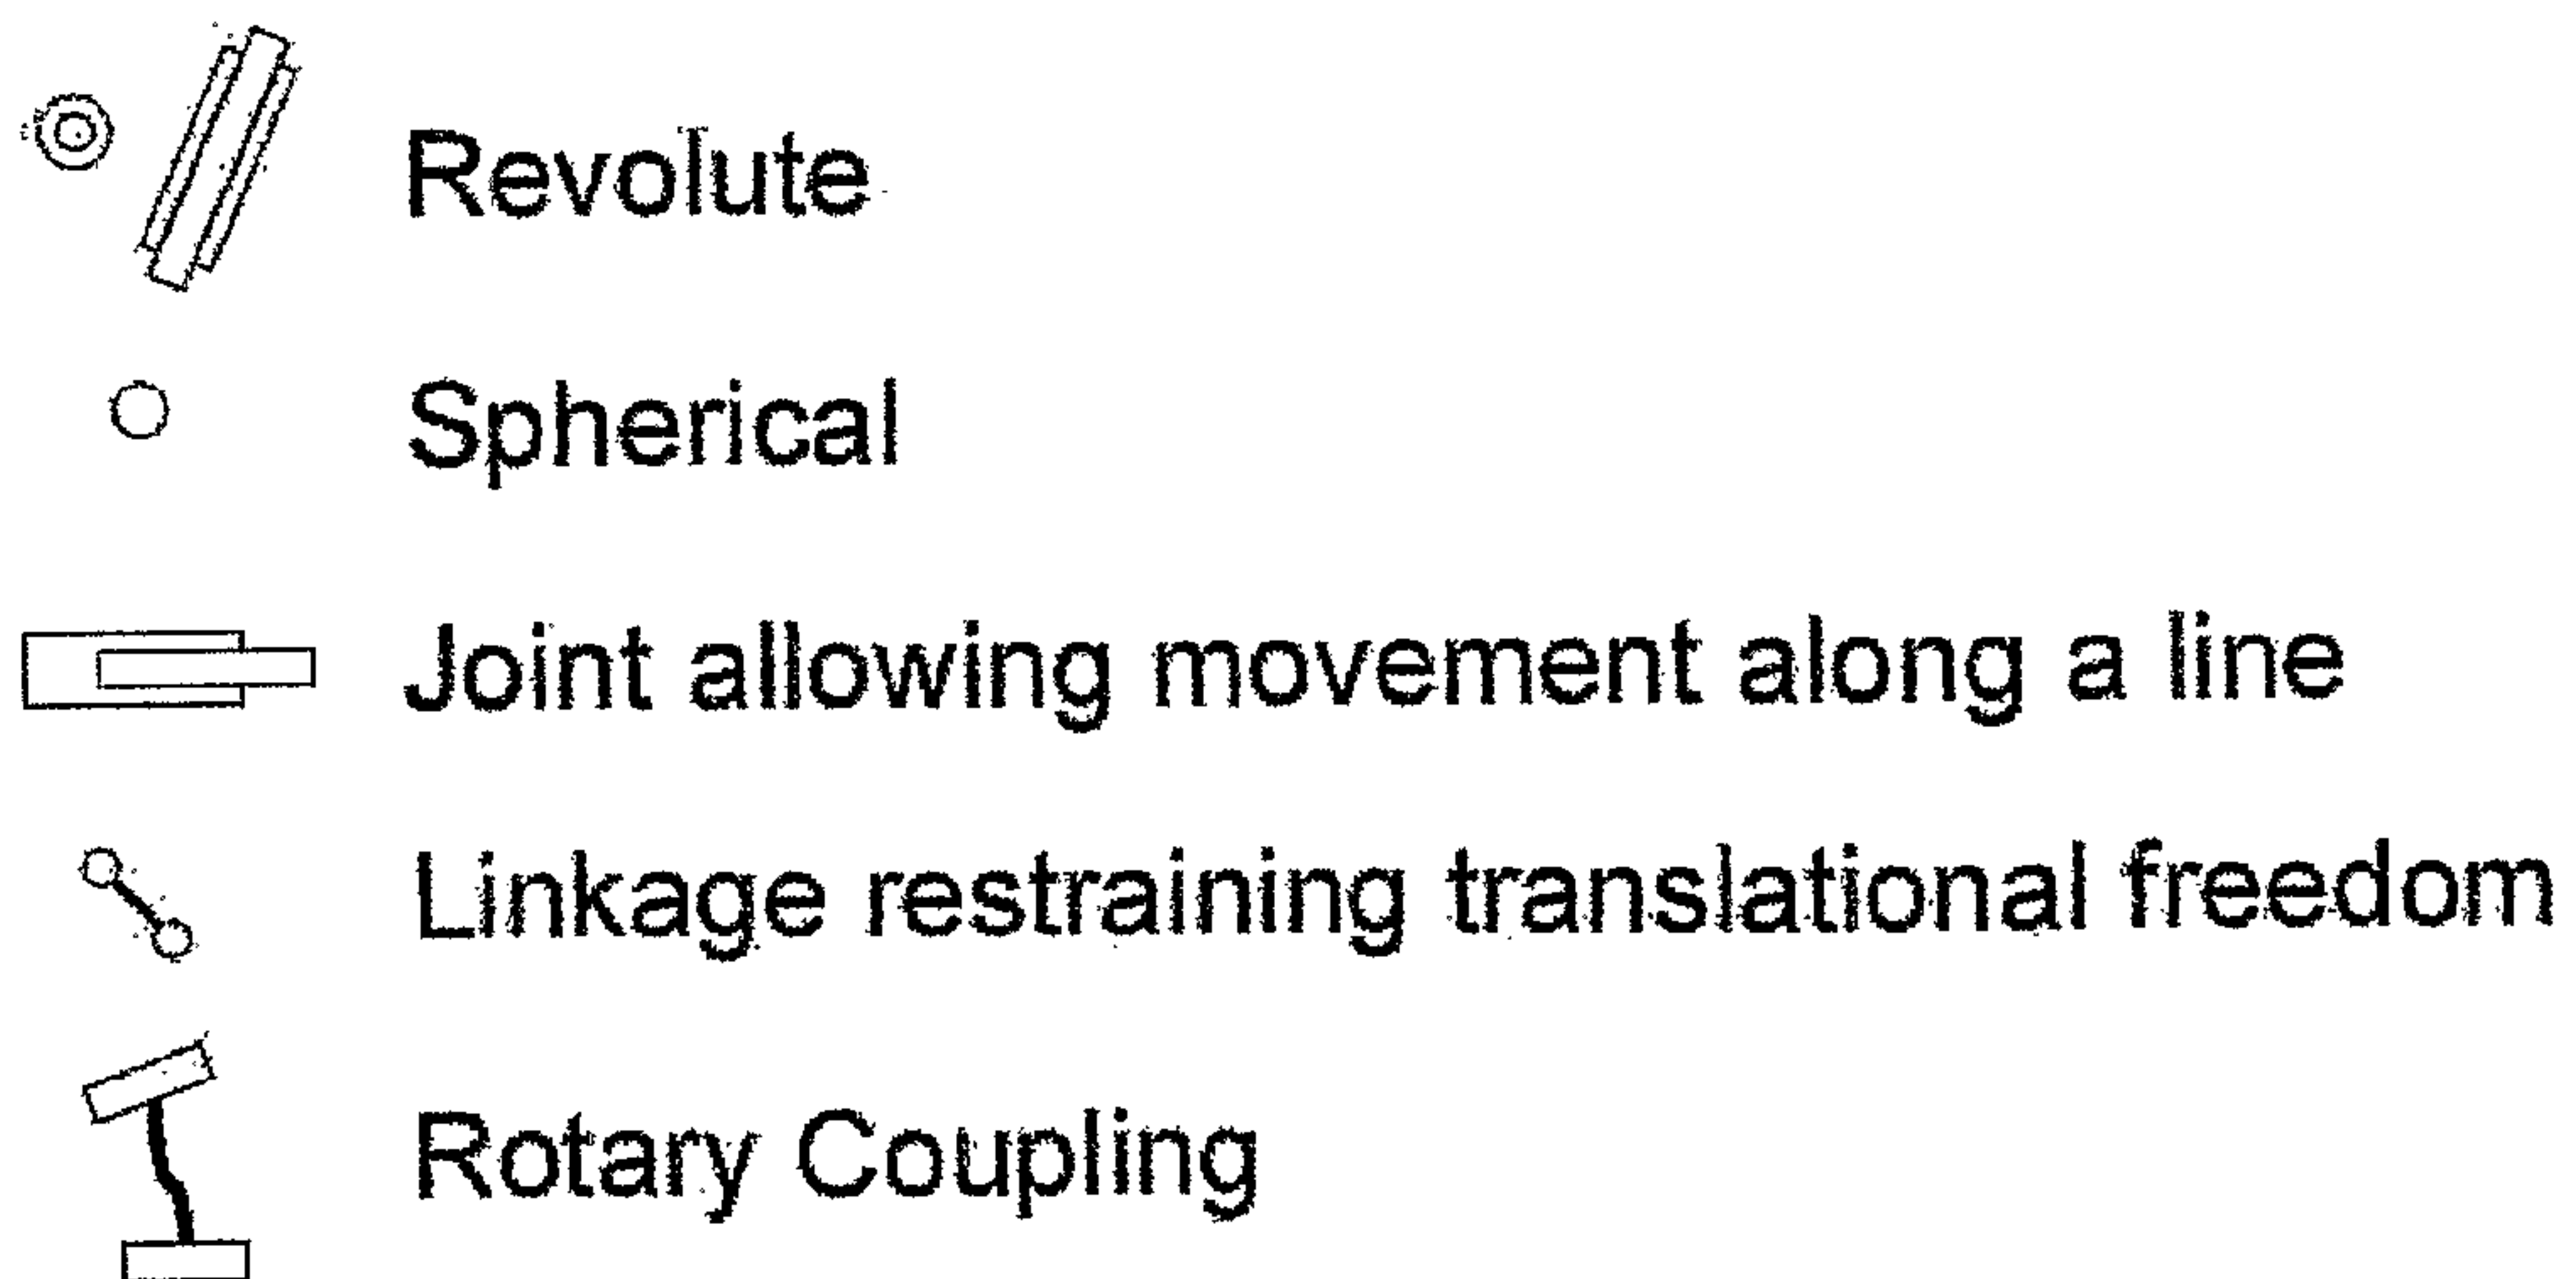 Revolute
Spherical
Joint allowing movement along a line
Linkage restraining translational freedom
Rotary Coupling